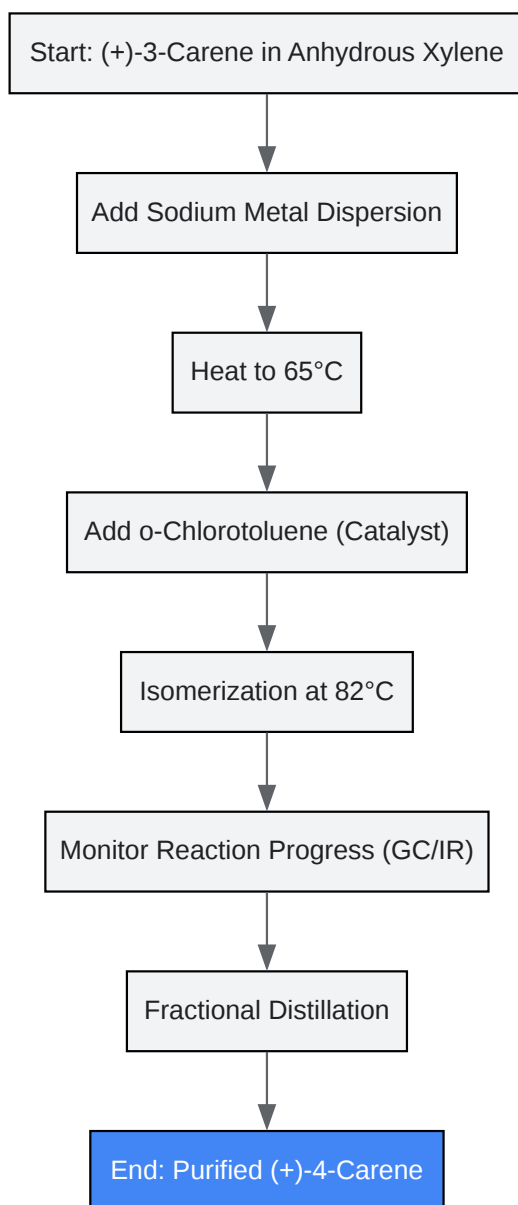 Start: (+)-3-Carene in Anhydrous Xylene
Add Sodium Metal Dispersion
Heat to 65°C
Add o-Chlorotoluene (Catalyst)
Isomerization at 82°C
Monitor Reaction Progress (GC/IR)
Fractional Distillation
End: Purified (+)-4-Carene